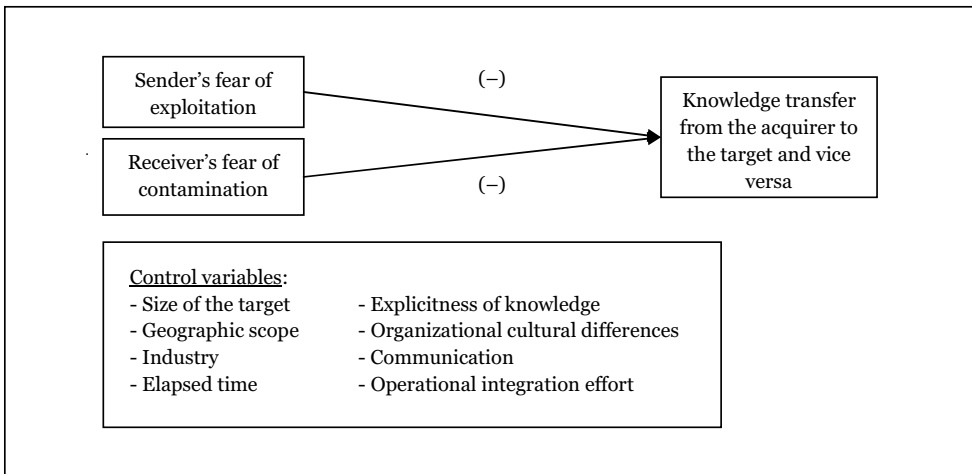 Sender’s fear of
exploitation
(–)
Knowledge transfer
from the acquirer to
the target and vice
versa
Receiver’s fear of
contamination
(–)
Control variables:
- Size of the target
- Geographic scope
- Industry
- Elapsed time
- Explicitness of knowledge
- Organizational cultural differences
- Communication
- Operational integration effort